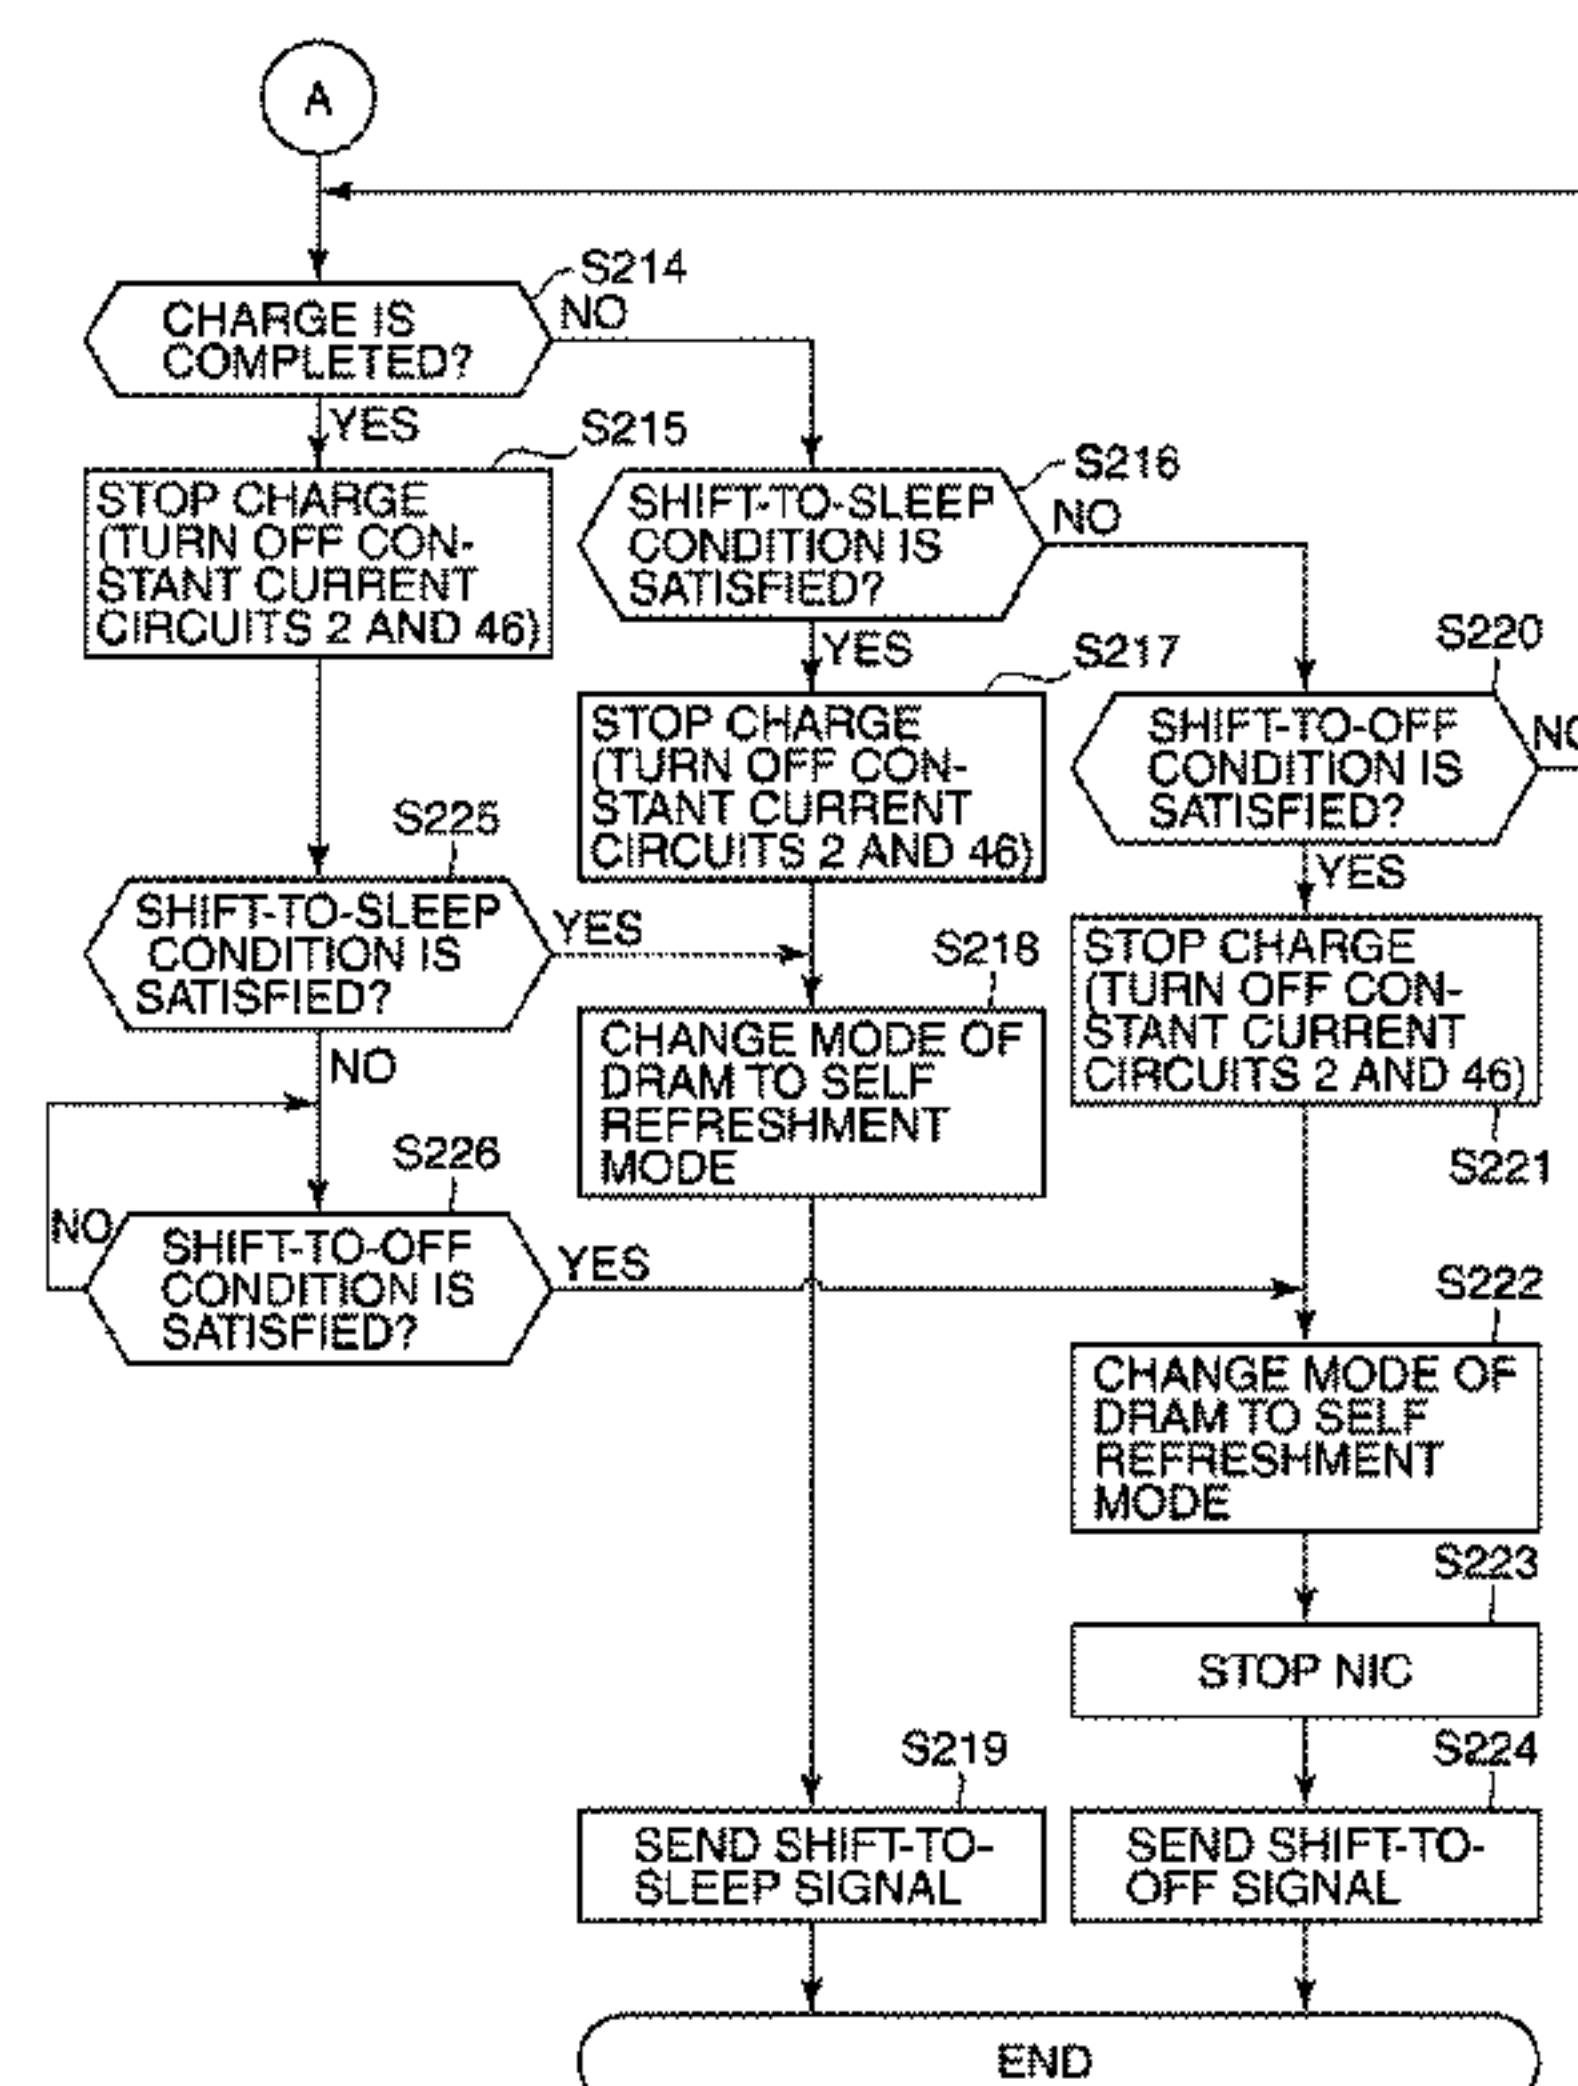 A
S214
CHARGE IS
COMPLETED?
NO
YES
S215
STOP CHARGE
(TURN OFF CON-
STANT CURRENT
CIRCUITS 2 AND 46)
S216
SHIFT-TO-SLEEP
CONDITION IS
SATISFIED?
NO
YES
S217
STOP CHARGE
(TURN OFF CON-
STANT CURRENT
CIRCUITS 2 AND 46)
S220
SHIFT-TO-OFF
CONDITION IS
SATISFIED?
NO
YES
STOP CHARGE
(TURN OFF CON-
STANT CURRENT
CIRCUITS 2 AND 46)
S221
S225
SHIFT-TO-SLEEP
CONDITION IS
SATISFIED?
YES
NO
S218
CHANGE MODE OF
DRAM TO SELF
REFRESHMENT
MODE
S226
NO
SHIFT-TO-OFF
CONDITION IS
SATISFIED?
YES
S222
CHANGE MODE OF
DRAM TO SELF
REFRESHMENT
MODE
S223
STOP NIC
S219
SEND SHIFT-TO-
SLEEP SIGNAL
S224
SEND SHIFT-TO-
OFF SIGNAL
END